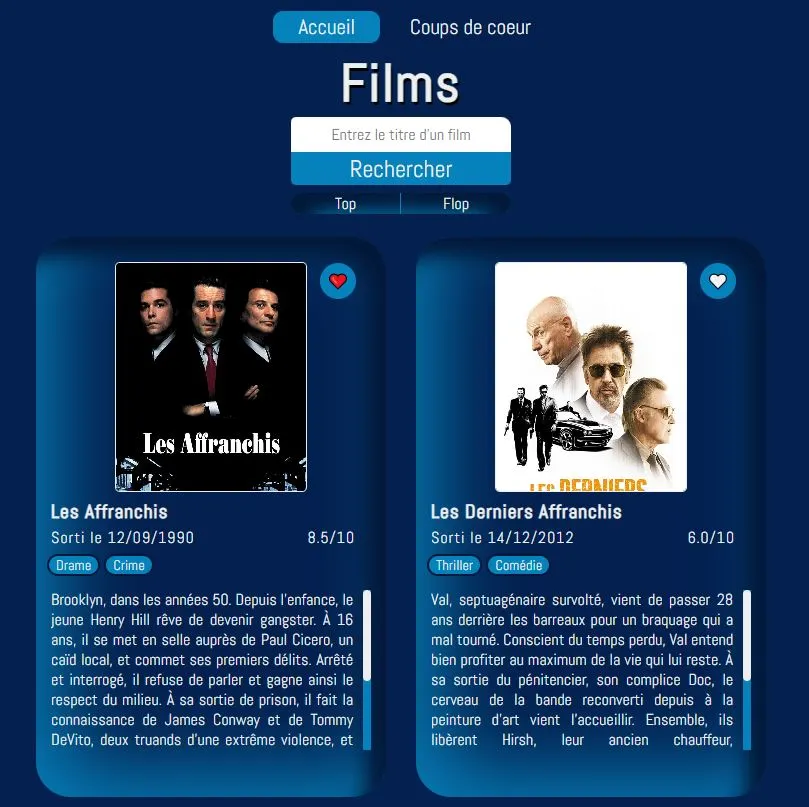 Accueil
Coups de coeur
Films
Entrez le titre d'un film
Rechercher
Top
Flop
Les Affranchis
Les Affranchis
Sorti le 12/09/1990
8.5/10
Drame
Crime
Brooklyn, dans les années 50. Depuis l'enfance, le
jeune Henry Hill rêve de devenir gangster. À 16
ans, il se met en selle auprès de Paul Cicero, un
caïd local, et commet ses premiers délits. Arrêté
et interrogé, il refuse de parler et gagne ainsi le
respect du milieu. À sa sortie de prison, il fait la
connaissance de James Conway et de Tommy
DeVito, deux truands d'une extrême violence, et
LES DERNIERS
Les Derniers Affranchis
Sorti le 14/12/2012
6.0/10
Thriller
Comédie
Val, septuagénaire survolté, vient de passer 28
ans derrière les barreaux pour un braquage qui a
mal tourné. Conscient du temps perdu, Val entend
bien profiter au maximum de la vie qui lui reste. À
sa sortie du pénitencier, son complice Doc, le
cerveau de la bande reconverti depuis à la
peinture d'art vient l'accueillir. Ensemble, ils
libèrent Hirsh, leur ancien chauffeur,